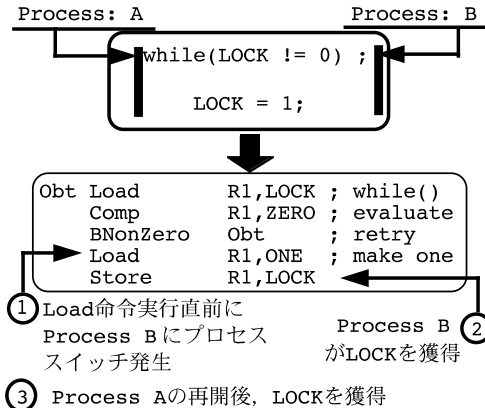 Process: A
Process: B
while(LOCK != 0) ;
LOCK = 1;
Obt Load R1,LOCK ; while()
Comp R1,ZERO ; evaluate
BNonZero Obt ; retry
Load R1,ONE ; make one
Store R1,LOCK
① Load命令実行直前に
Process B にプロセス
スイッチ発生
Process B ②
がLOCKを獲得
③ Process Aの再開後，LOCKを獲得